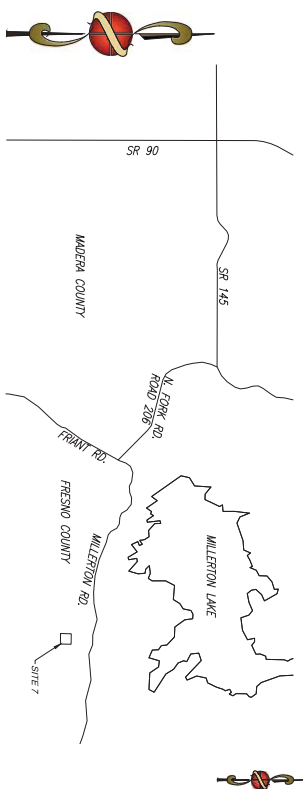 SR 90
SR 145
MADERA COUNTY
N. FORK RD.
ROAD 206
FRIANT RD.
FRESNO COUNTY
MILLERTON RD.
MILLERTON LAKE
SITE 7